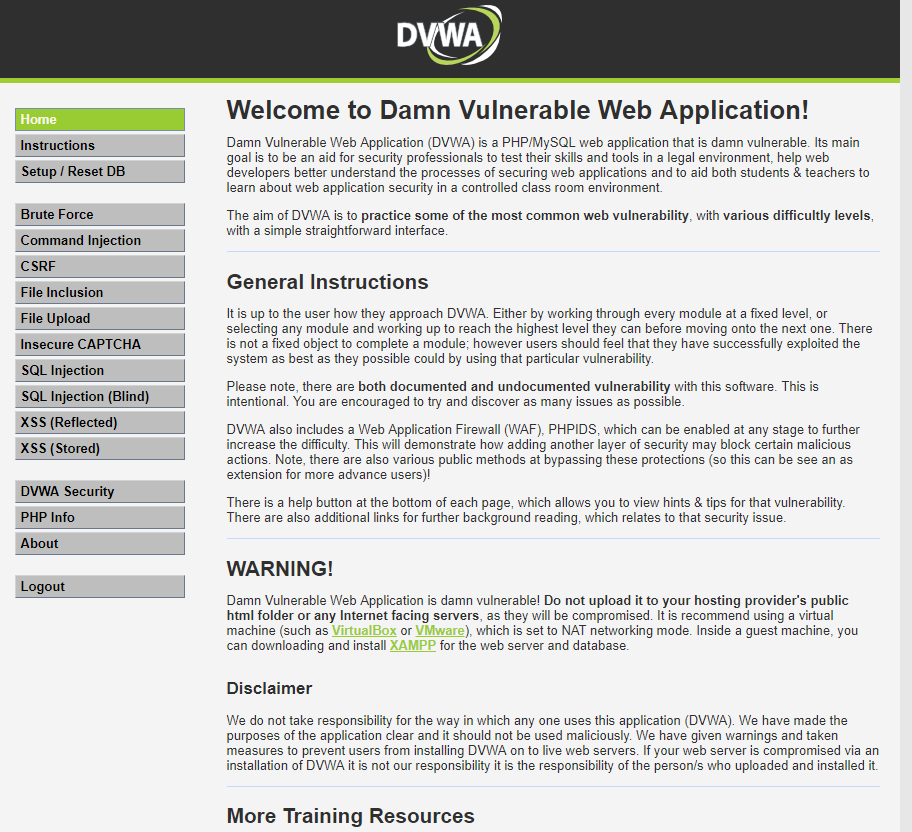 DVWA
Home
Instructions
Setup / Reset DB
Brute Force
Command Injection
CSRF
File Inclusion
File Upload
Insecure CAPTCHA
SQL Injection
SQL Injection (Blind)
XSS (Reflected)
XSS (Stored)
DVWA Security
PHP Info
About
Logout
Welcome to Damn Vulnerable Web Application!
Damn Vulnerable Web Application (DVWA) is a PHP/MySQL web application that is damn vulnerable. Its main
goal is to be an aid for security professionals to test their skills and tools in a legal environment, help web
developers better understand the processes of securing web applications and to aid both students & teachers to
learn about web application security in a controlled class room environment.
The aim of DVWA is to practice some of the most common web vulnerability, with various difficultly levels,
with a simple straightforward interface.
General Instructions
It is up to the user how they approach DVWA. Either by working through every module at a fixed level, or
selecting any module and working up to reach the highest level they can before moving onto the next one. There
is not a fixed object to complete a module; however users should feel that they have successfully exploited the
system as best as they possible could by using that particular vulnerability.
Please note, there are both documented and undocumented vulnerability with this software. This is
intentional. You are encouraged to try and discover as many issues as possible.
DVWA also includes a Web Application Firewall (WAF), PHPIDS, which can be enabled at any stage to further
increase the difficulty. This will demonstrate how adding another layer of security may block certain malicious
actions. Note, there are also various public methods at bypassing these protections (so this can be see an as
extension for more advance users)!
There is a help button at the bottom of each page, which allows you to view hints & tips for that vulnerability.
There are also additional links for further background reading, which relates to that security issue.
WARNING!
Damn Vulnerable Web Application is damn vulnerable! Do not upload it to your hosting provider's public
html folder or any Internet facing servers, as they will be compromised. It is recommend using a virtual
machine (such as VirtualBox or VMware), which is set to NAT networking mode. Inside a guest machine, you
can downloading and install XAMPP for the web server and database.
Disclaimer
We do not take responsibility for the way in which any one uses this application (DVWA). We have made the
purposes of the application clear and it should not be used maliciously. We have given warnings and taken
measures to prevent users from installing DVWA on to live web servers. If your web server is compromised via an
installation of DVWA it is not our responsibility it is the responsibility of the person/s who uploaded and installed it.
More Training Resources